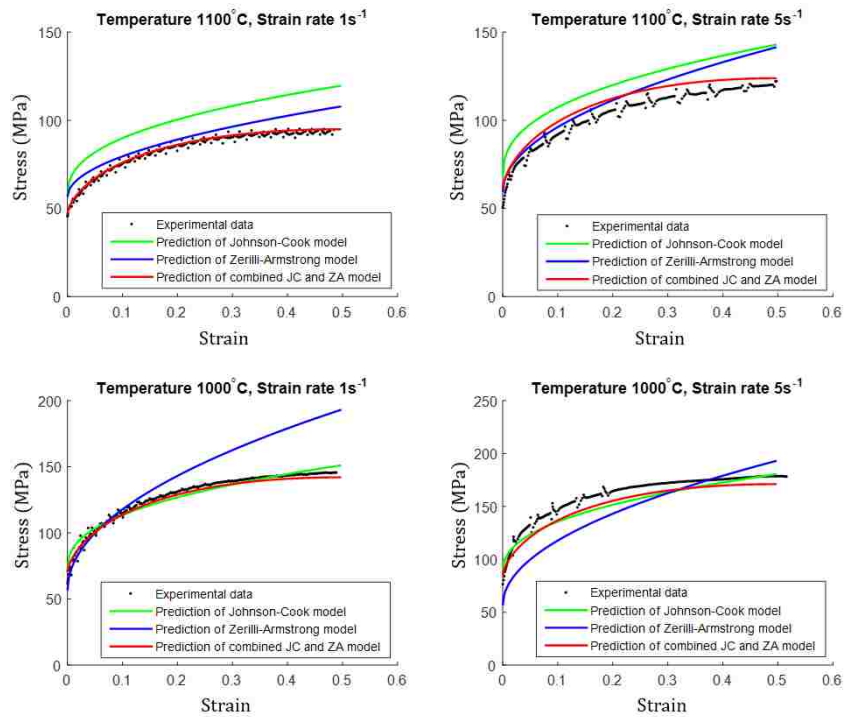 Temperature 1100°C, Strain rate 1s⁻¹
150
100
50
0
Stress (MPa)
Experimental data
Prediction of Johnson-Cook model
Prediction of Zerilli-Armstrong model
Prediction of combined JC and ZA model
0 0.1 0.2 0.3 0.4 0.5 0.6
Strain
Temperature 1100°C, Strain rate 5s⁻¹
150
100
50
0
Stress (MPa)
Experimental data
Prediction of Johnson-Cook model
Prediction of Zerilli-Armstrong model
Prediction of combined JC and ZA model
0 0.1 0.2 0.3 0.4 0.5 0.6
Strain
Temperature 1000°C, Strain rate 1s⁻¹
200
150
100
50
0
Stress (MPa)
Experimental data
Prediction of Johnson-Cook model
Prediction of Zerilli-Armstrong model
Prediction of combined JC and ZA model
0 0.1 0.2 0.3 0.4 0.5 0.6
Strain
Temperature 1000°C, Strain rate 5s⁻¹
250
200
150
100
50
0
Stress (MPa)
Experimental data
Prediction of Johnson-Cook model
Prediction of Zerilli-Armstrong model
Prediction of combined JC and ZA model
0 0.1 0.2 0.3 0.4 0.5 0.6
Strain